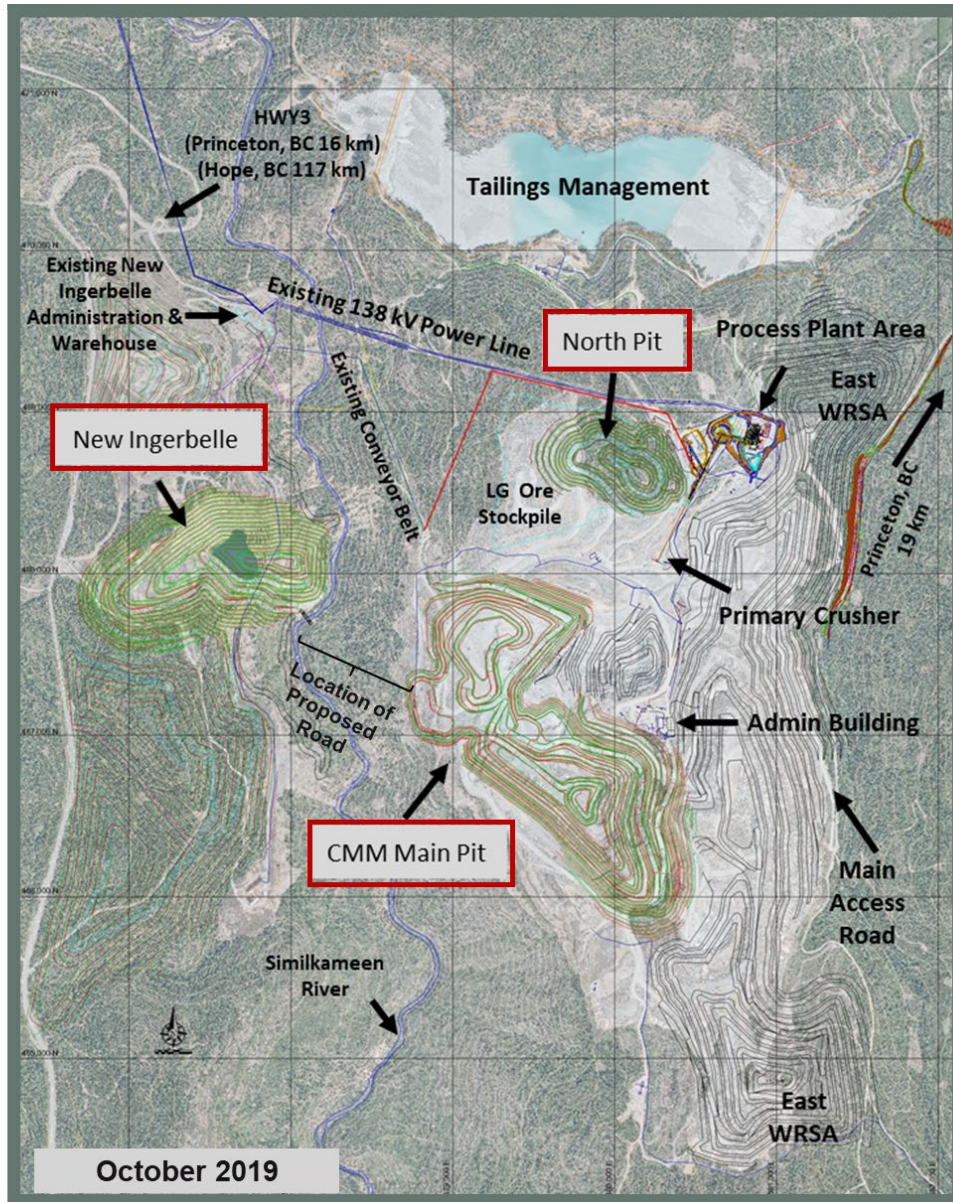 HWY3
(Princeton, BC 16 km)
(Hope, BC 117 km)
Tailings Management
Existing New
Ingerbelle
Administration &
Warehouse
Existing 138 kV Power Line
North Pit
Process Plant Area
East
WRSA
New Ingerbelle
Existing Conveyor Belt
LG Ore
Stockpile
Princeton, BC
19 km
Primary Crusher
Location of
Proposed
Road
Admin Building
CMM Main Pit
Main
Access
Road
Similkameen
River
East
WRSA
October 2019